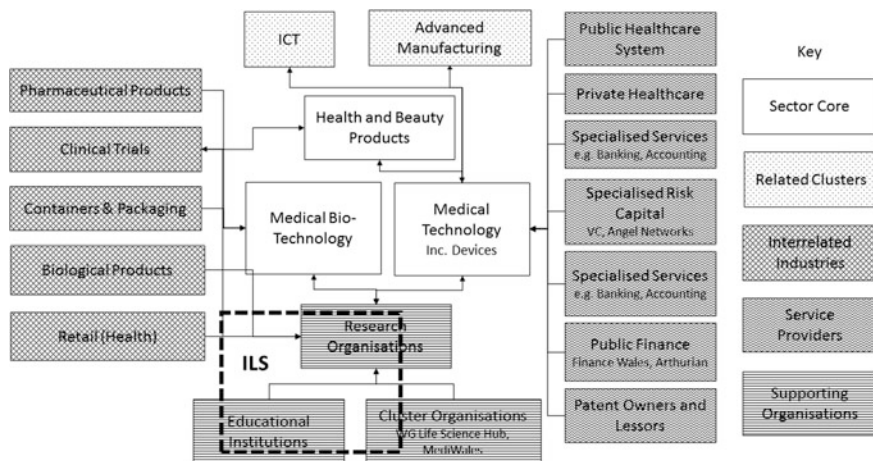 ICT
Advanced
Manufacturing
Public Healthcare
System
Key
Pharmaceutical Products
Health and Beauty
Products
Private Healthcare
Sector Core
Clinical Trials
Specialised Services
e.g. Banking, Accounting
Containers & Packaging
Medical Bio-
Technology
Medical
Technology
Inc. Devices
Specialised Risk
Capital
VC, Angel Networks
Related Clusters
Biological Products
Specialised Services
e.g. Banking, Accounting
Interrelated
Industries
Retail (Health)
ILS
Research
Organisations
Public Finance
Finance Wales, Arthurian
Service
Providers
Educational
Institutions
Cluster Organisations
WG Life Science Hub,
MediWales
Patent Owners and
Lessors
Supporting
Organisations